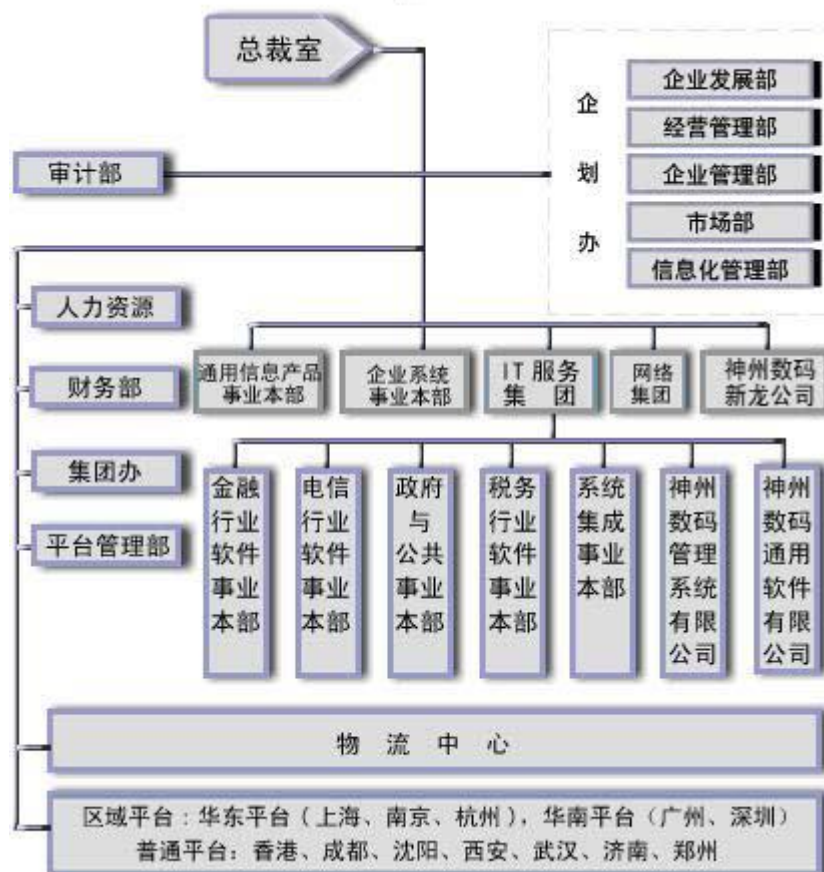 总裁室
企划办
企业发展部
经营管理部
企业管理部
市场部
信息化管理部
审计部
人力资源
财务部
集团办
平台管理部
通用信息产品
事业本部
企业系统
事业本部
IT服务
集 团
网络
集团
神州数码
新龙公司
金融
行业
软件
事业
本部
电信
行业
软件
事业
本部
政府
与
公共
事业
本部
税务
行业
软件
事业
本部
系统
集成
事业
本部
神州
数码
管理
系统
有限
公司
神州
数码
通用
软件
有限
公司
物 流 中 心
区域平台：华东平台（上海、南京、杭州），华南平台（广州、深圳）
普通平台：香港、成都、沈阳、西安、武汉、济南、郑州